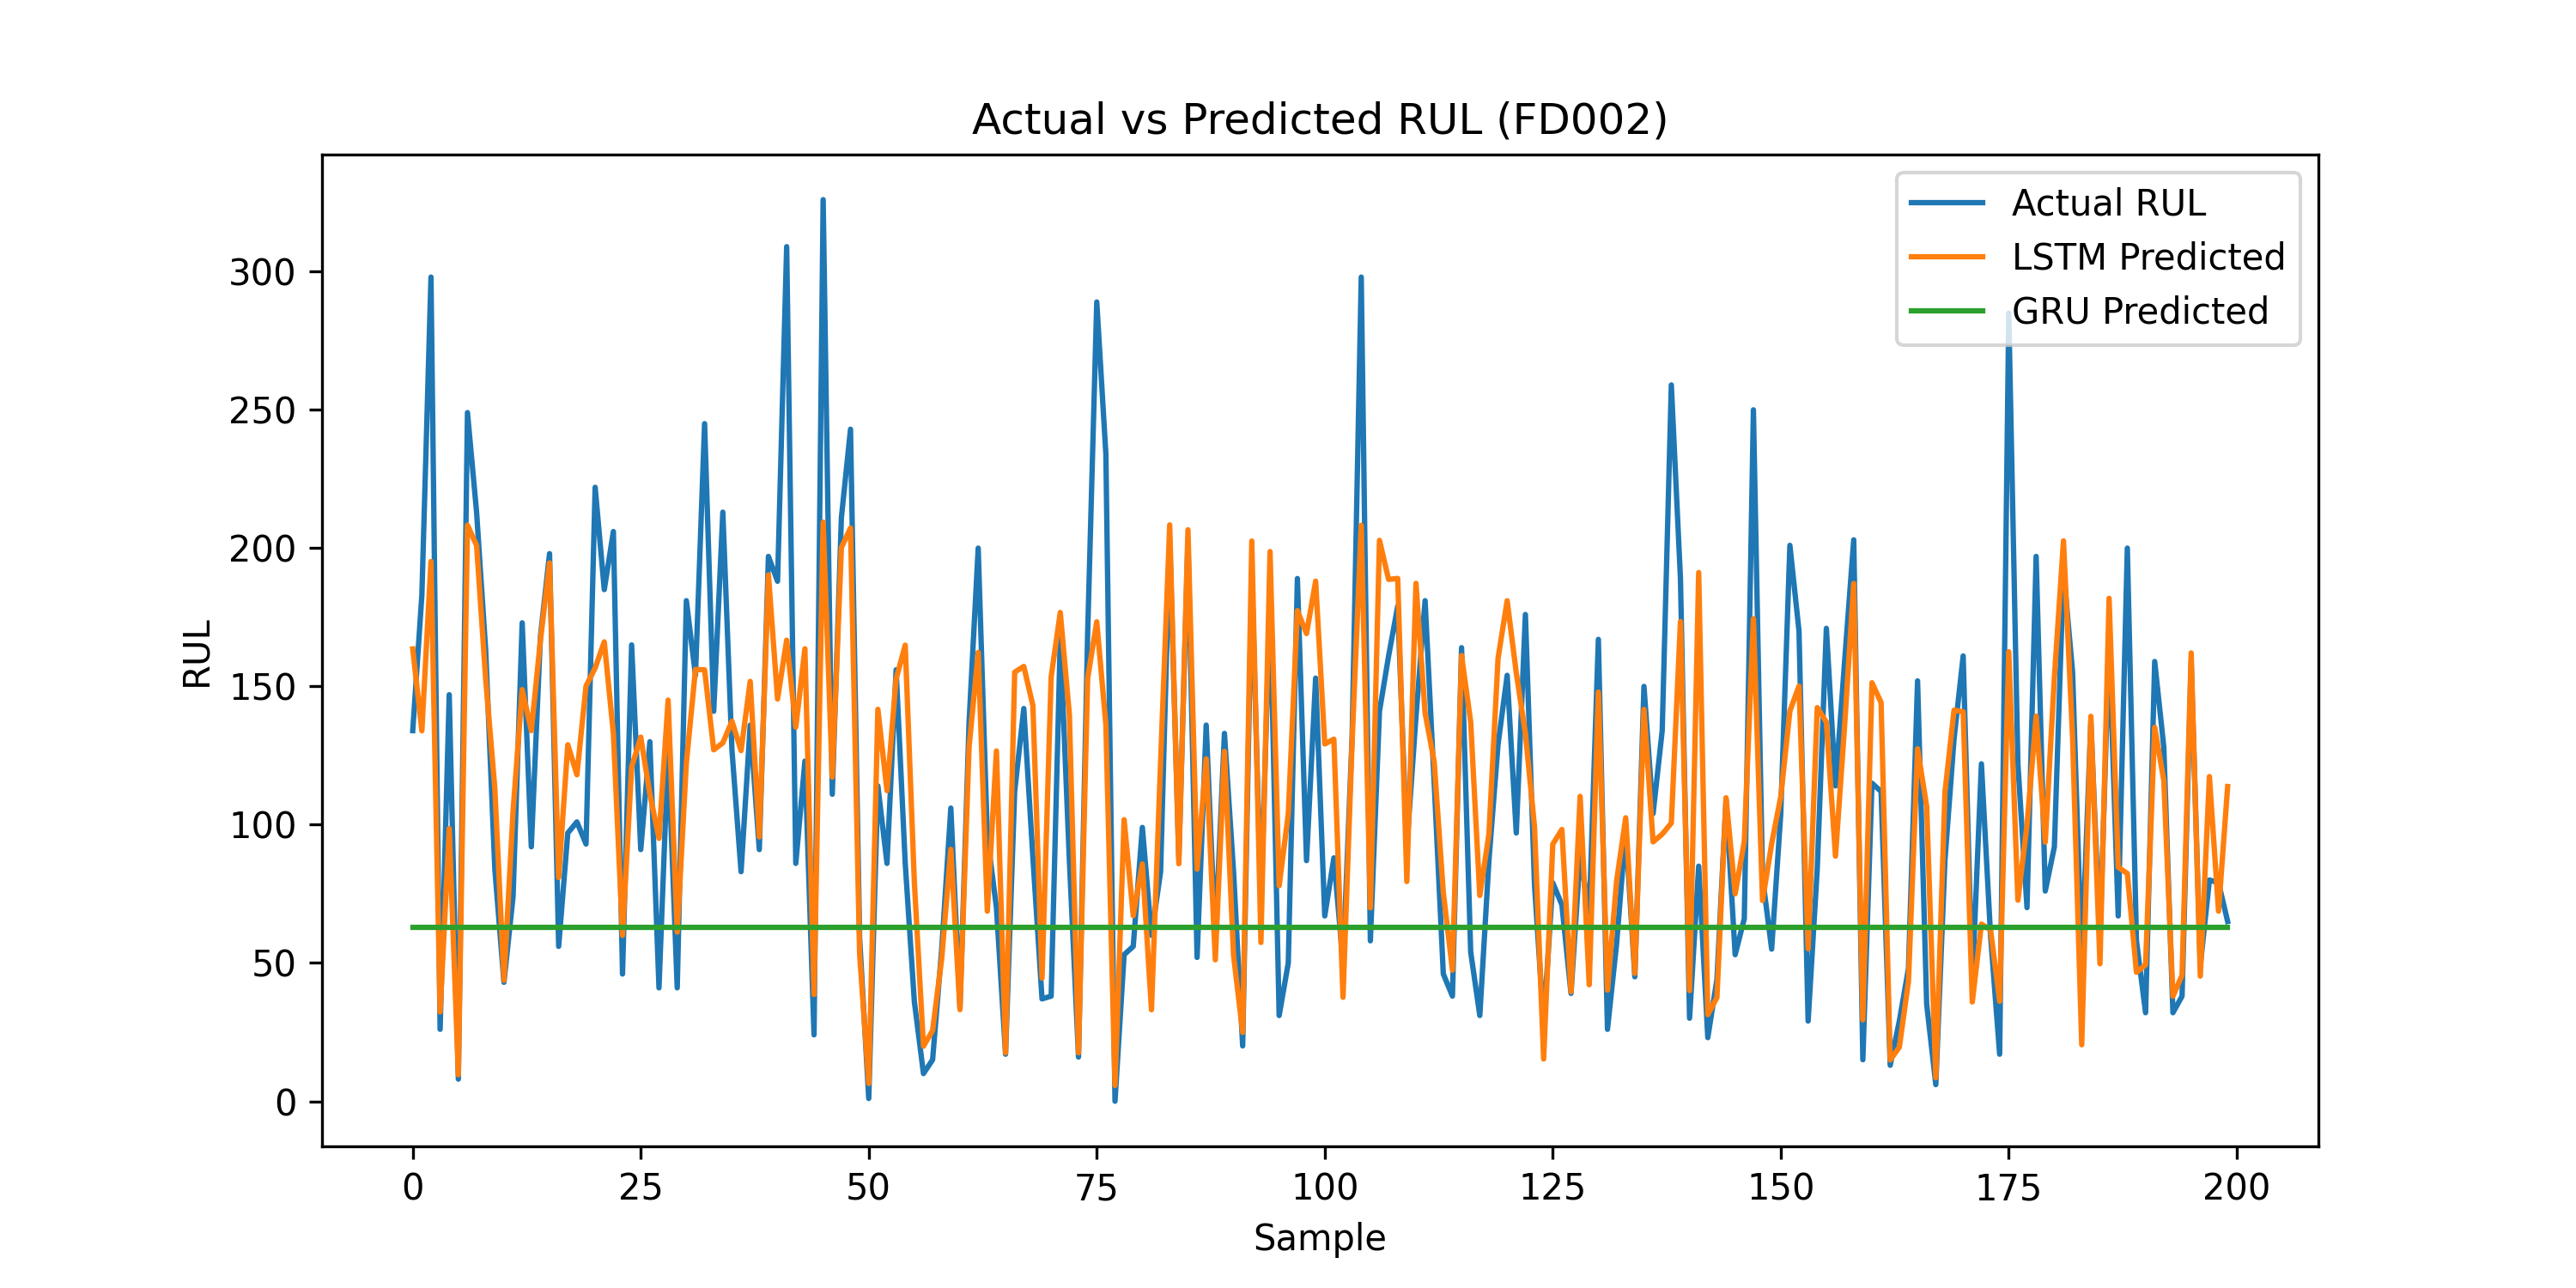 Actual vs Predicted RUL (FD002)
Actual RUL
LSTM Predicted
GRU Predicted
RUL
300
250
200
150
100
50
0
0 25 50 75 100 125 150 175 200
Sample